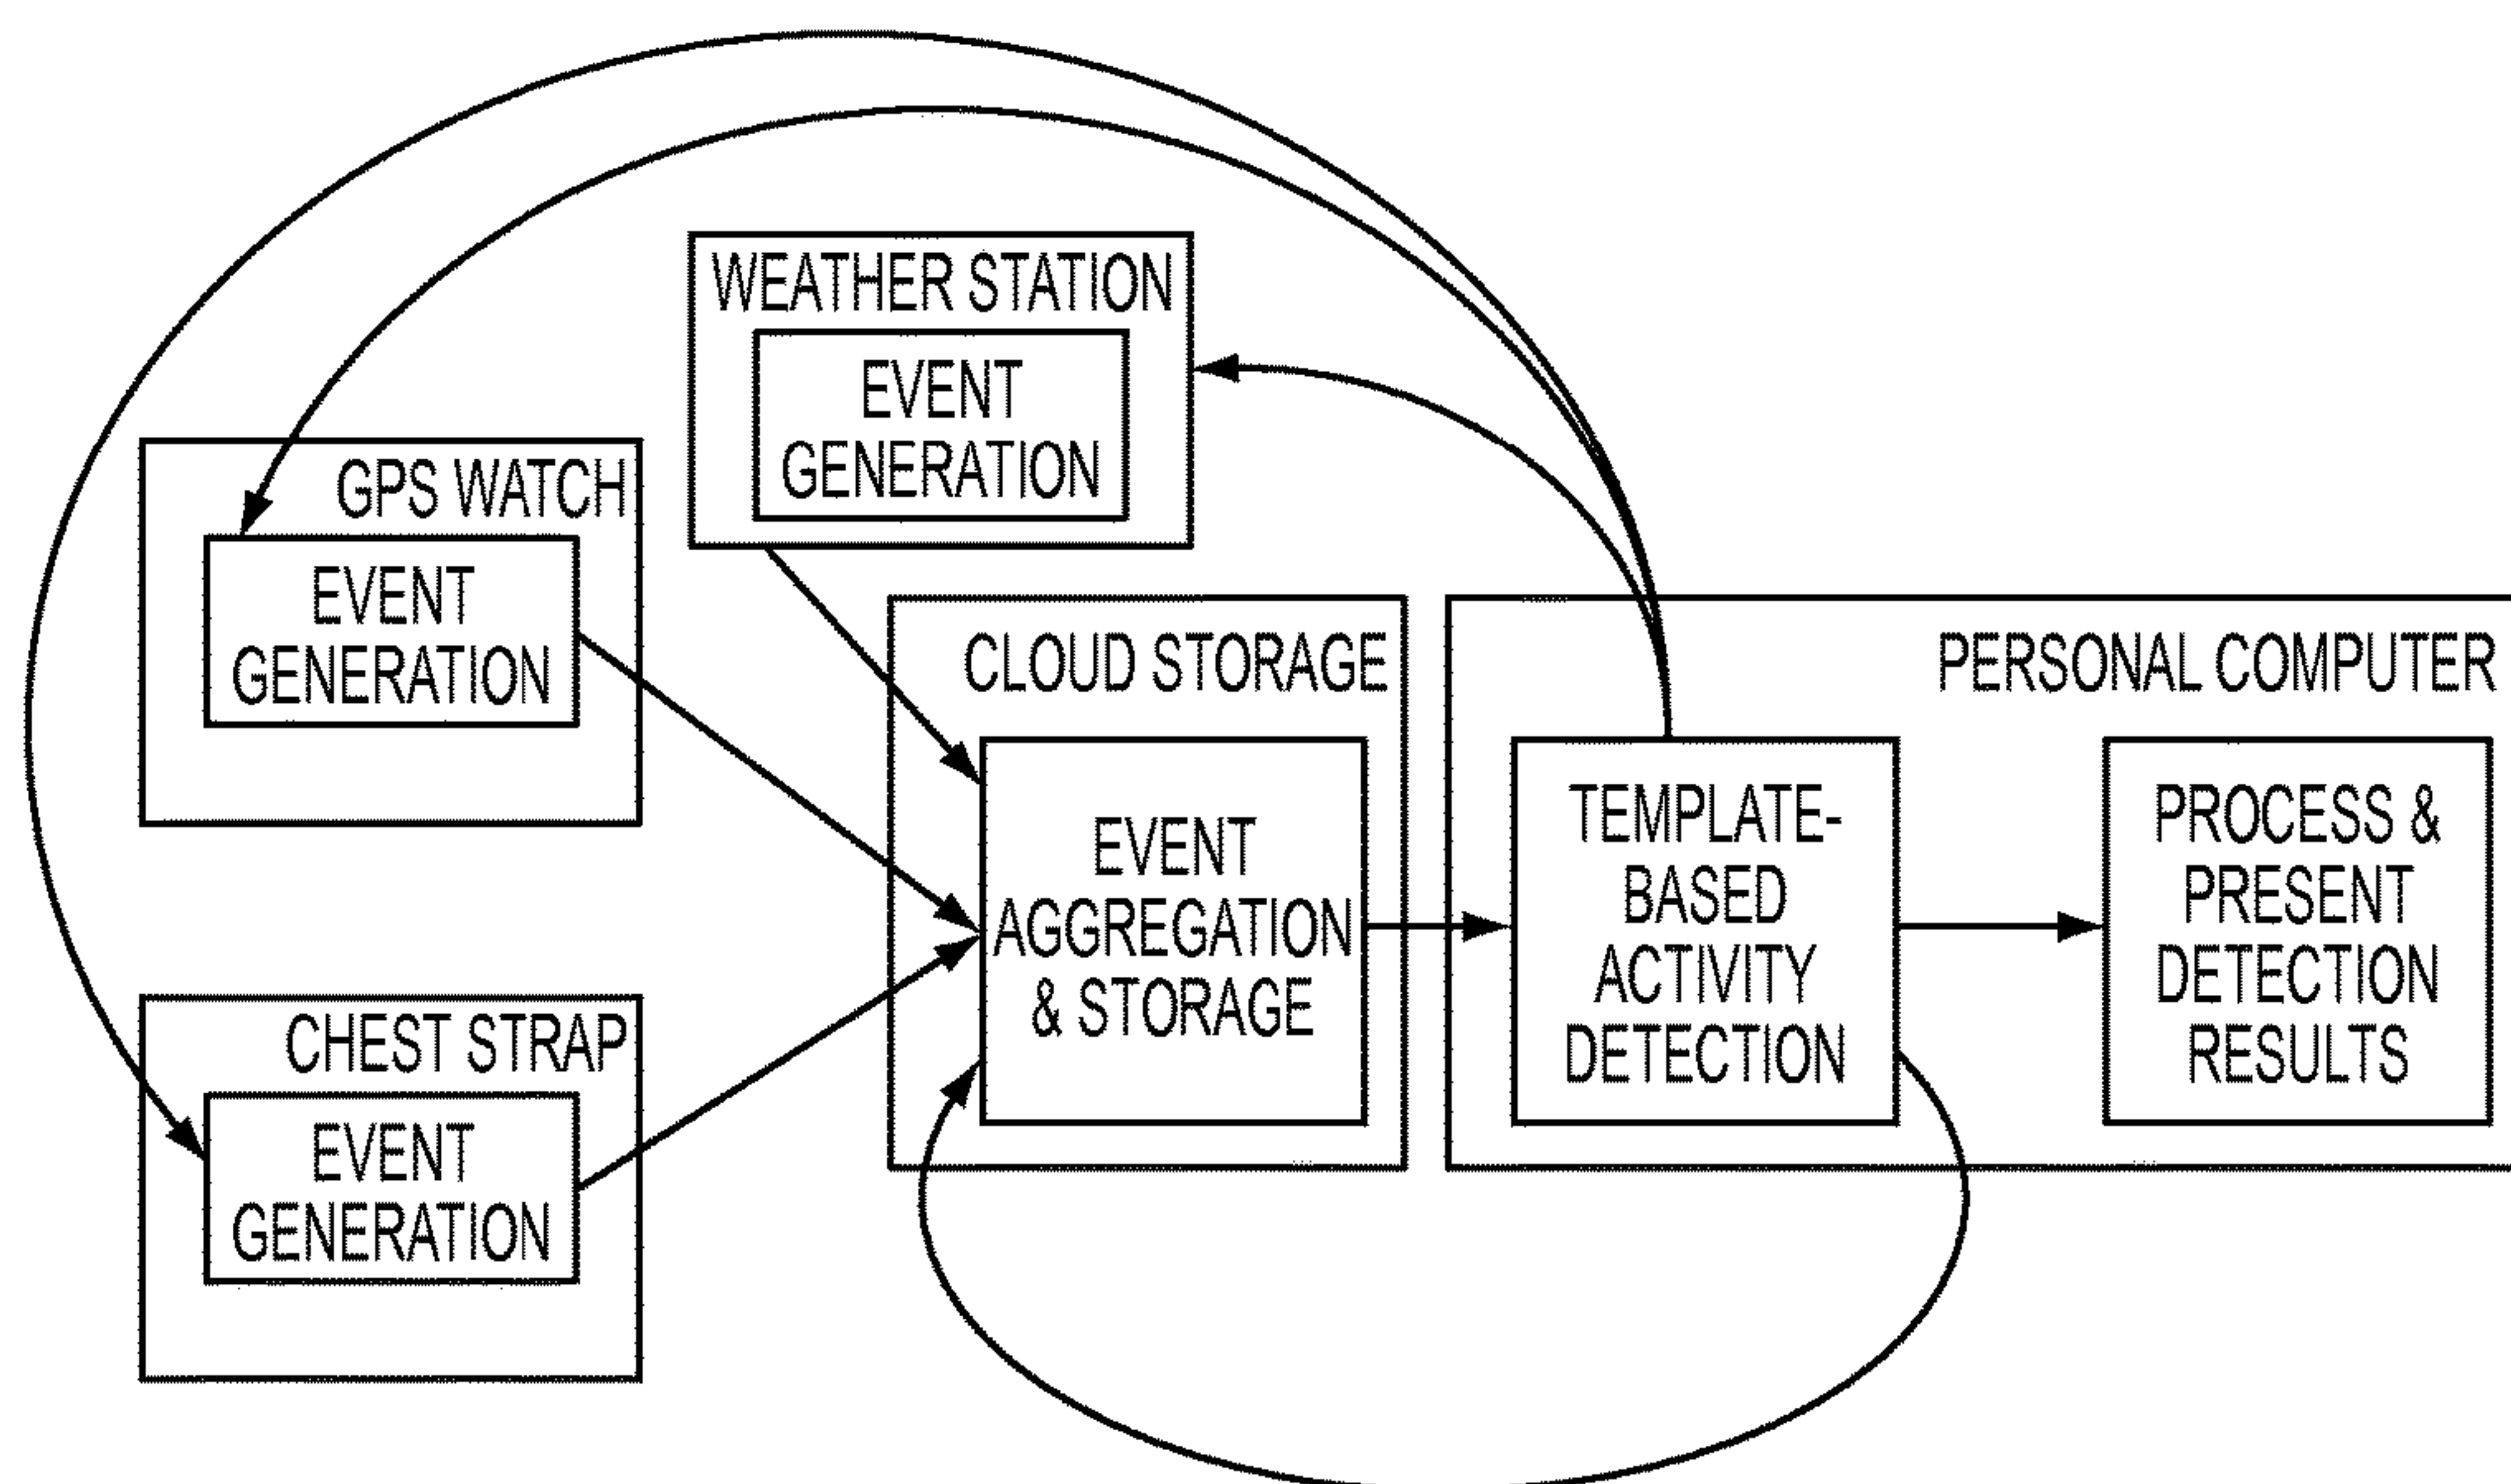 WEATHER STATION
EVENT
GENERATION
GPS WATCH
EVENT
GENERATION
CHEST STRAP
EVENT
GENERATION
CLOUD STORAGE
EVENT
AGGREGATION
& STORAGE
PERSONAL COMPUTER
TEMPLATE-
BASED
ACTIVITY
DETECTION
PROCESS &
PRESENT
DETECTION
RESULTS